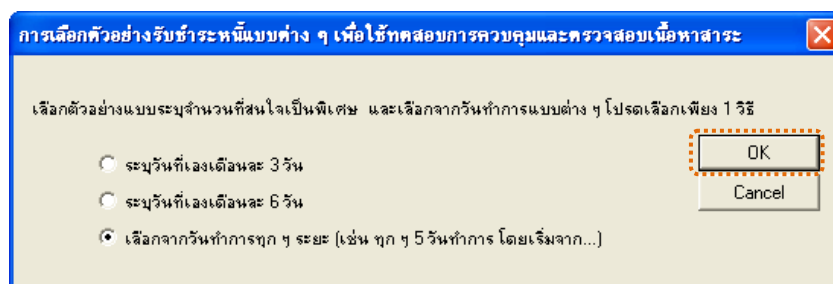 การเลือกตัวอย่างรับชำระหนี้แบบต่าง ๆ เพื่อใช้ทดสอบการควบคุมและตรวจสอบเนื้อหาสาระ
เลือกตัวอย่างแบบระบุจำนวนที่สนใจเป็นพิเศษ และเลือกจากวันทำการแบบต่าง ๆ โปรดเลือกเพียง 1 วิธี
OK
ระบุวันที่เองเดือนละ 3 วัน
Cancel
ระบุวันที่เองเดือนละ 6 วัน
เลือกจากวันทำการทุก ๆ ระยะ (เช่น ทุก ๆ 5 วันทำการ โดยเริ่มจาก...)